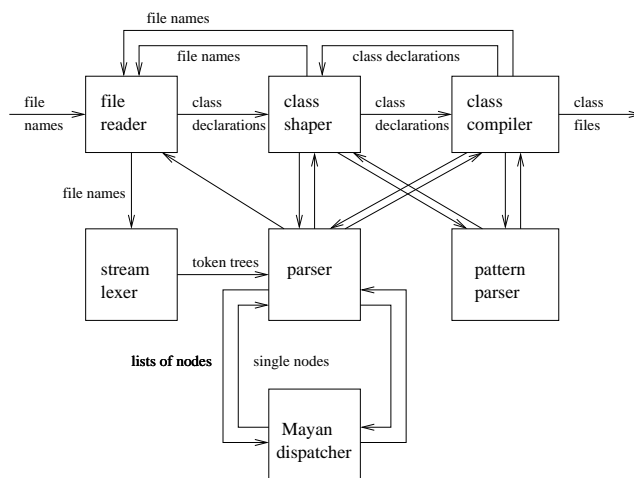 file names
file names
class declarations
file
names
file
reader
class
declarations
class
shaper
class
declarations
class
compiler
class
files
file names
stream
lexer
token trees
parser
pattern
parser
lists of nodes
single nodes
Mayan
dispatcher